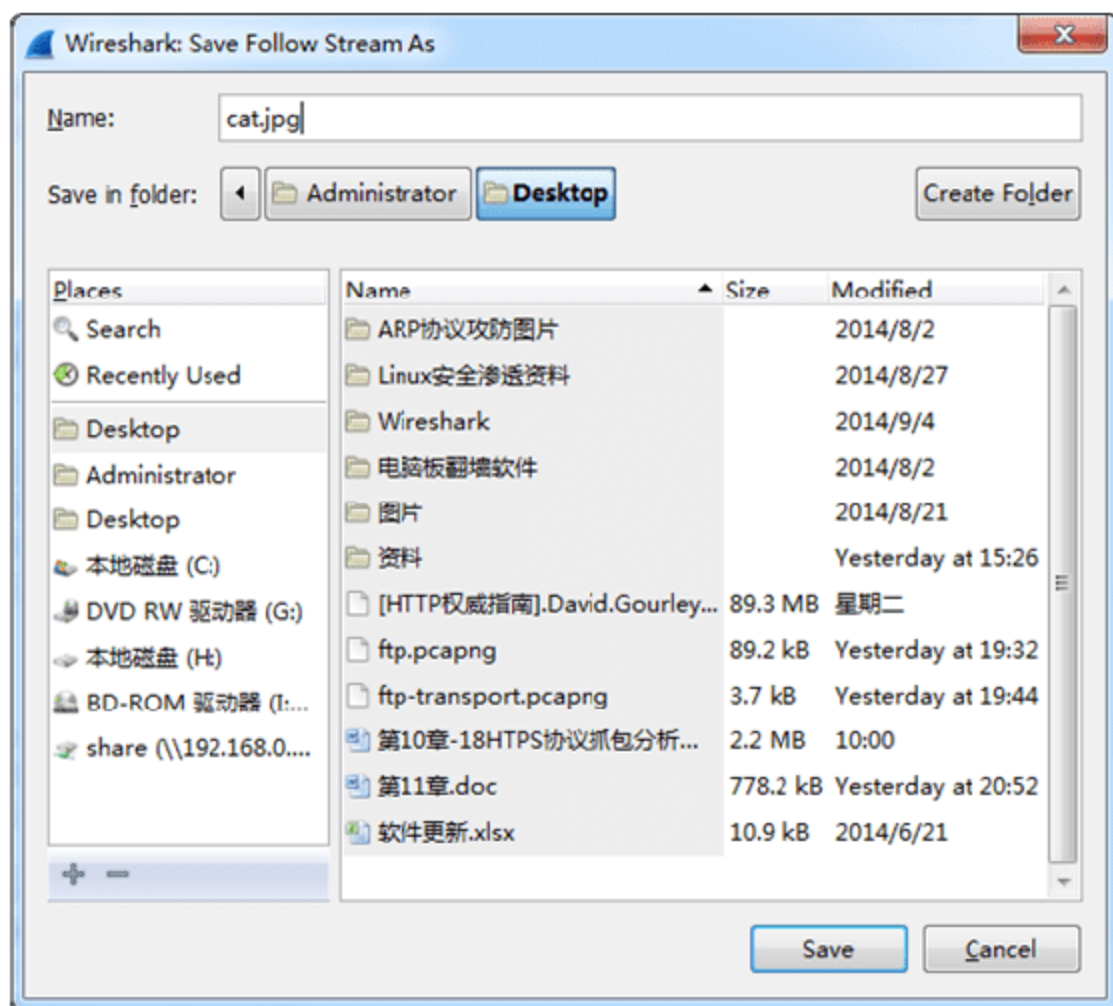 Wireshark: Save Follow Stream As
Name: cat.jpg
Save in folder: Administrator Desktop Create Folder
Places
Search
Recently Used
Desktop
Administrator
Desktop
本地磁盘 (C:)
DVD RW 驱动器 (G:)
本地磁盘 (H:)
BD-ROM 驱动器 (I:...
share (\\192.168.0....
Name Size Modified
ARP协议攻防图片 2014/8/2
Linux安全渗透资料 2014/8/27
Wireshark 2014/9/4
电脑板翻墙软件 2014/8/2
图片 2014/8/21
资料 Yesterday at 15:26
[HTTP权威指南].David.Gourley... 89.3 MB 星期二
ftp.pcapng 89.2 kB Yesterday at 19:32
ftp-transport.pcapng 3.7 kB Yesterday at 19:44
第10章-18HTPS协议抓包分析... 2.2 MB 10:00
第11章.doc 778.2 kB Yesterday at 20:52
软件更新.xlsx 10.9 kB 2014/6/21
Save Cancel